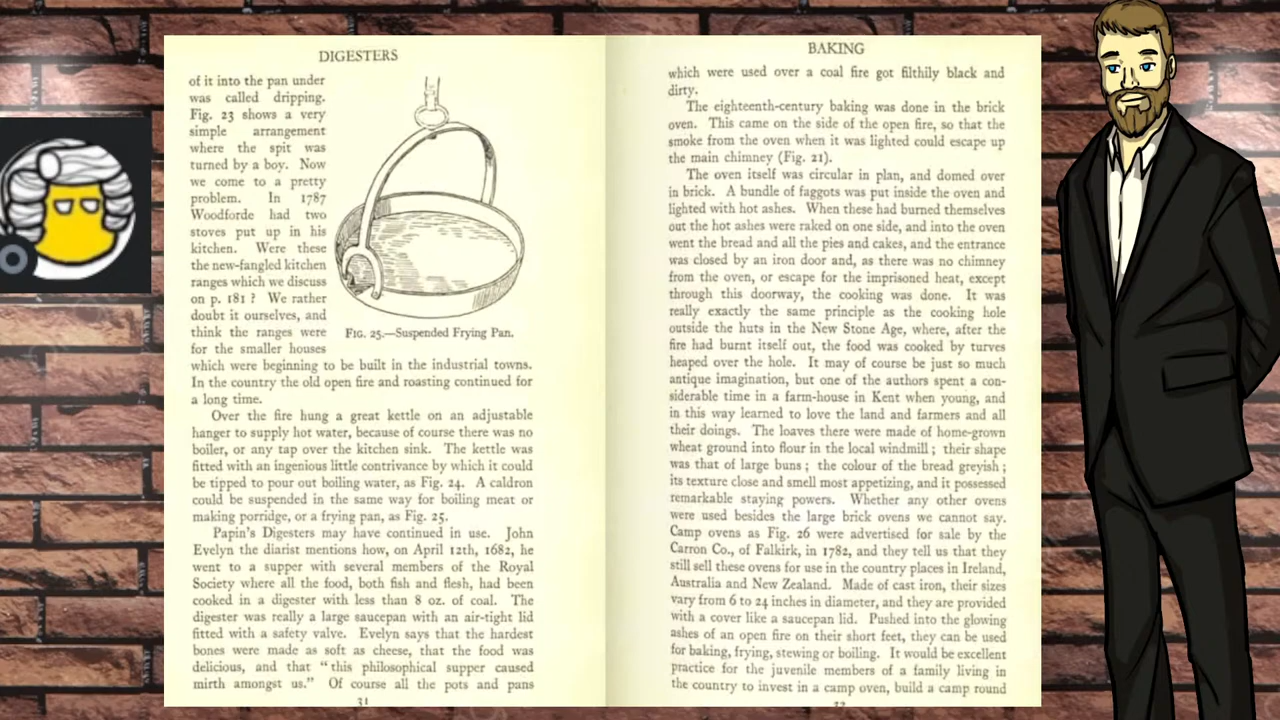 DIGESTERS
of it into the pan under
was called dripping.
Fig. 23 shows a very
simple arrangement
where the spit was
turned by a boy. Now
we come to a pretty
problem. In 1787
Woodforde had two
stoves put up in his
kitchen. Were these
the new-fangled kitchen
ranges which we discuss
on p. 181 ? We rather
doubt it ourselves, and
think the ranges were
for the smaller houses
FIG. 25.—Suspended Frying Pan.
which were beginning to be built in the industrial towns.
In the country the old open fire and roasting continued for
a long time.
Over the fire hung a great kettle on an adjustable
hanger to supply hot water, because of course there was no
boiler, or any tap over the kitchen sink. The kettle was
fitted with an ingenious little contrivance by which it could
be tipped to pour out boiling water, as Fig. 24. A caldron
could be suspended in the same way for boiling meat or
making porridge, or a frying pan, as Fig. 25.
Papin's Digesters may have continued in use. John
Evelyn the diarist mentions how, on April 12th, 1682, he
went to a supper with several members of the Royal
Society where all the food, both fish and flesh, had been
cooked in a digester with less than 8 oz. of coal. The
digester was really a large saucepan with an air-tight lid
fitted with a safety valve. Evelyn says that the hardest
bones were made as soft as cheese, that the food was
delicious, and that “this philosophical supper caused
mirth amongst us.” Of course all the pots and pans
31
BAKING
which were used over a coal fire got filthily black and
dirty.
The eighteenth-century baking was done in the brick
oven. This came on the side of the open fire, so that the
smoke from the oven when it was lighted could escape up
the main chimney (Fig. 21).
The oven itself was circular in plan, and domed over
in brick. A bundle of faggots was put inside the oven and
lighted with hot ashes. When these had burned themselves
out the hot ashes were raked on one side, and into the oven
went the bread and all the pies and cakes, and the entrance
was closed by an iron door and, as there was no chimney
from the oven, or escape for the imprisoned heat, except
through this doorway, the cooking was done. It was
really exactly the same principle as the cooking hole
outside the huts in the New Stone Age, where, after the
fire had burnt itself out, the food was cooked by turves
heaped over the hole. It may of course be just so much
antique imagination, but one of the authors spent a con-
siderable time in a farm-house in Kent when young, and
in this way learned to love the land and farmers and all
their doings. The loaves there were made of home-grown
wheat ground into flour in the local windmill ; their shape
was that of large buns ; the colour of the bread greyish ;
its texture close and smell most appetizing, and it possessed
remarkable staying powers. Whether any other ovens
were used besides the large brick ovens we cannot say.
Camp ovens as Fig. 26 were advertised for sale by the
Carron Co., of Falkirk, in 1782, and they tell us that they
still sell these ovens for use in the country places in Ireland,
Australia and New Zealand. Made of cast iron, their sizes
vary from 6 to 24 inches in diameter, and they are provided
with a cover like a saucepan lid. Pushed into the glowing
ashes of an open fire on their short feet, they can be used
for baking, frying, stewing or boiling. It would be excellent
practice for the juvenile members of a family living in
the country to invest in a camp oven, build a camp round